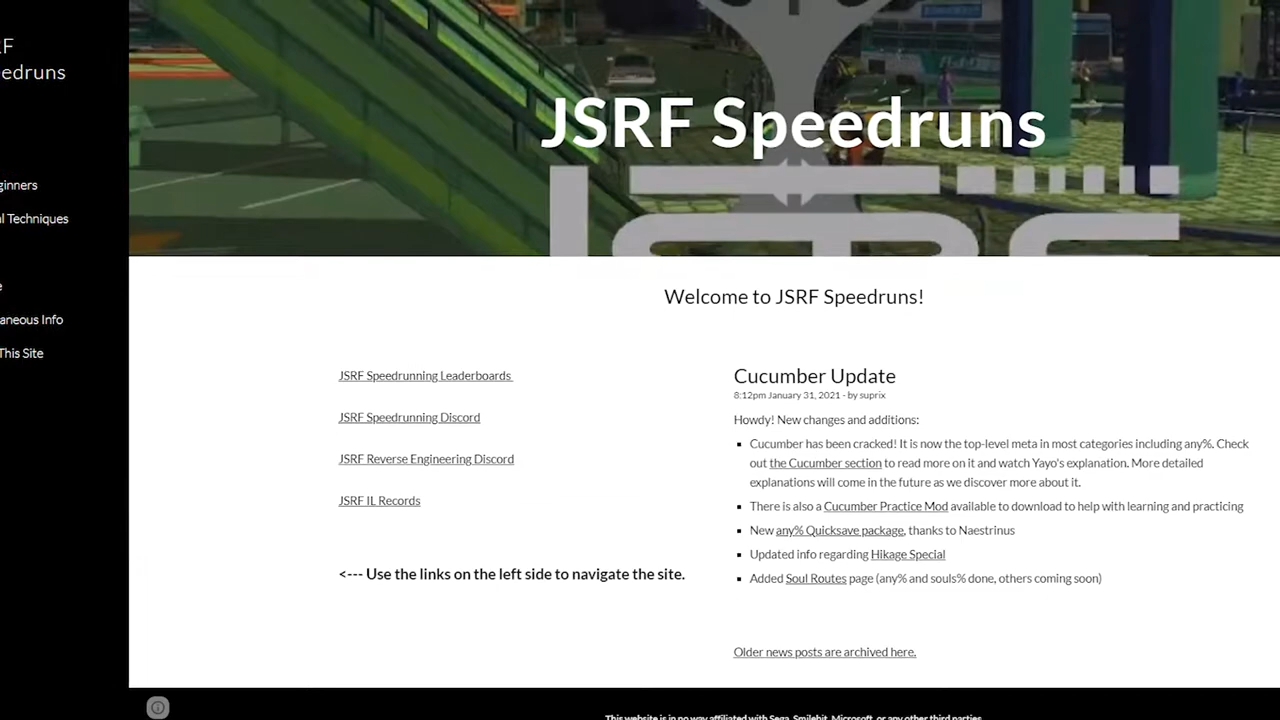 RF
edruns
JSRF Speedruns
ginners
l Techniques
e
aneous Info
This Site
Welcome to JSRF Speedruns!
JSRF Speedrunning Leaderboards
JSRF Speedrunning Discord
JSRF Reverse Engineering Discord
JSRF IL Records
<--- Use the links on the left side to navigate the site.
Cucumber Update
8:12pm January 31, 2021 - by suprix
Howdy! New changes and additions:
Cucumber has been cracked! It is now the top-level meta in most categories including any%. Check
out the Cucumber section to read more on it and watch Yayo's explanation. More detailed
explanations will come in the future as we discover more about it.
There is also a Cucumber Practice Mod available to download to help with learning and practicing
New any% Quicksave package, thanks to Naestrinus
Updated info regarding Hikage Special
Added Soul Routes page (any% and souls% done, others coming soon)
Older news posts are archived here.
This website is in no way affiliated with Sega, Smilebit, Microsoft, or any other third parties.